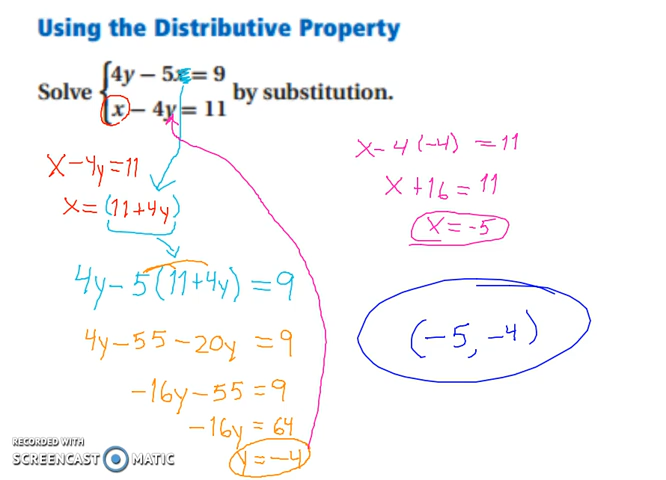 Using the Distributive Property
Solve { 4y − 5x = 9
x − 4y = 11 by substitution.
x − 4y = 11
x = (11 + 4y)
4y − 5(11 + 4y) = 9
4y − 55 − 20y = 9
−16y − 55 = 9
−16y = 64
y = −4
x − 4(−4) = 11
x + 16 = 11
x = −5
(−5, −4)
RECORDED WITH
SCREENCAST MATIC